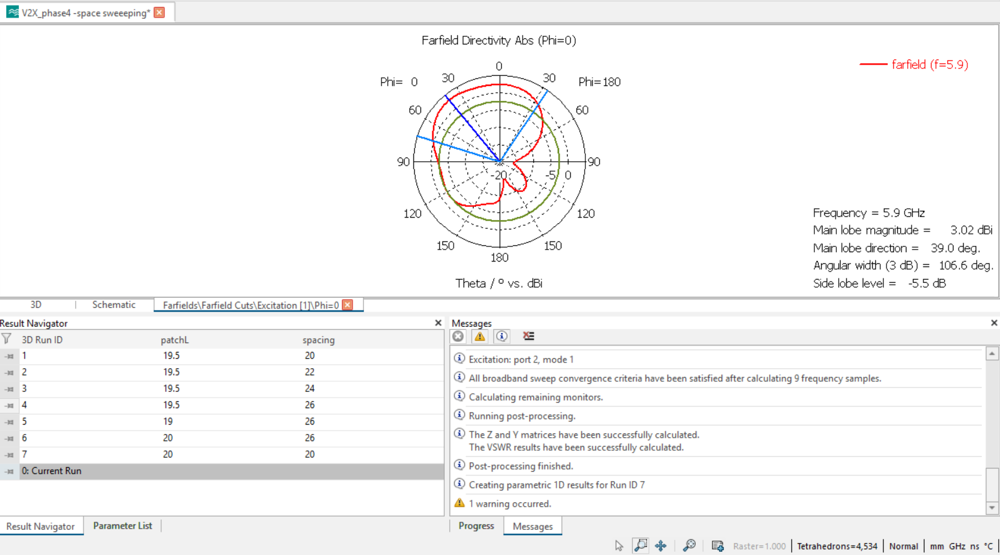 V2X_phase4 -space sweeeping*
Farfield Directivity Abs (Phi=0)
farfield (f=5.9)
0
Phi= 0
30
30
Phi=180
60
60
90
-20
-5
0
90
120
120
150
150
180
Theta / º vs. dBi
Frequency = 5.9 GHz
Main lobe magnitude = 3.02 dBi
Main lobe direction = 39.0 deg.
Angular width (3 dB) = 106.6 deg.
Side lobe level = -5.5 dB
3D
Schematic
Farfields\Farfield Cuts\Excitation [1]\Phi=0
Result Navigator
3D Run ID patchL spacing
1 19.5 20
2 19.5 22
3 19.5 24
4 19.5 26
5 19 26
6 20 26
7 20 20
0: Current Run
Result Navigator
Parameter List
Messages
Excitation: port 2, mode 1
All broadband sweep convergence criteria have been satisfied after calculating 9 frequency samples.
Calculating remaining monitors.
Running post-processing.
The Z and Y matrices have been successfully calculated.
The VSWR results have been successfully calculated.
Post-processing finished.
Creating parametric 1D results for Run ID 7
1 warning occurred.
Progress
Messages
Raster=1.000 Tetrahedrons=4,534 Normal mm GHz ns °C